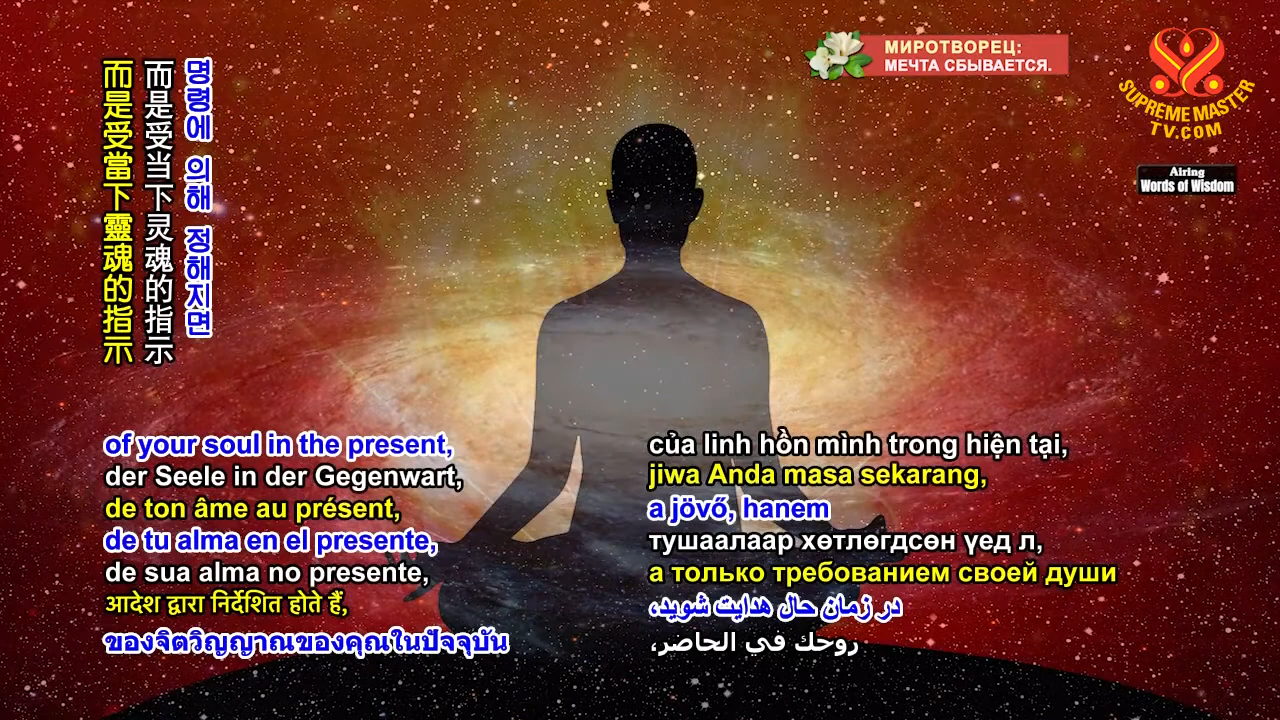 МИРОТВОРЕЦ:
МЕЧТА СБЫВАЕТСЯ.
SUPREME MASTER
TV.COM
Airing
Words of Wisdom
명령에 의해 정해지면
而是受当下灵魂的指示
而是受當下靈魂的指示
of your soul in the present,
der Seele in der Gegenwart,
de ton âme au présent,
de tu alma en el presente,
de sua alma no presente,
आदेश द्वारा निर्देशित होते हैं,
ของจิตวิญญาณของคุณในปัจจุบัน
của linh hồn mình trong hiện tại,
jiwa Anda masa sekarang,
a jövő, hanem
тушаалаар хөтлөгдсөн үед л,
а только требованием своей души
در زمان حال هدایت شوید،
روحك في الحاضر،